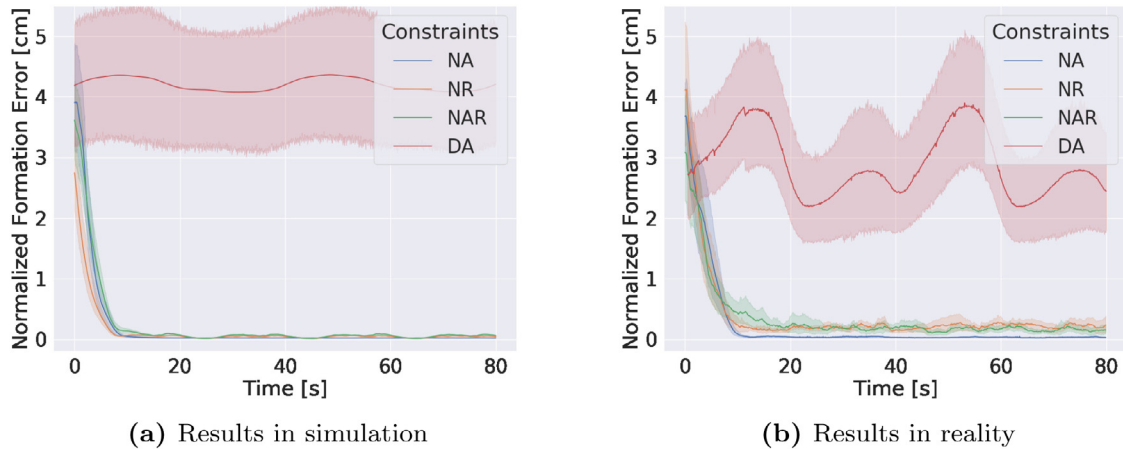 Normalized Formation Error [cm]
5
4
3
2
1
0
Constraints
NA
NR
NAR
DA
0 20 40 60 80
Time [s]
(a) Results in simulation
Normalized Formation Error [cm]
5
4
3
2
1
0
Constraints
NA
NR
NAR
DA
0 20 40 60 80
Time [s]
(b) Results in reality